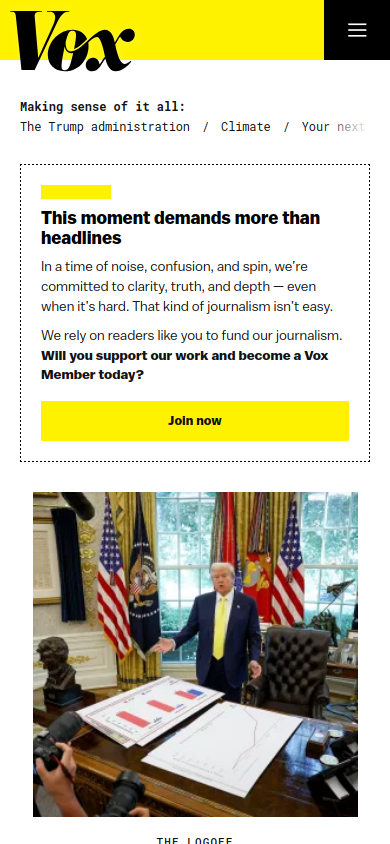 Vox
Making sense of it all:
The Trump administration / Climate / Your next
This moment demands more than
headlines
In a time of noise, confusion, and spin, we're
committed to clarity, truth, and depth — even
when it's hard. That kind of journalism isn't easy.
We rely on readers like you to fund our journalism.
Will you support our work and become a Vox
Member today?
Join now
THE LOGOFF